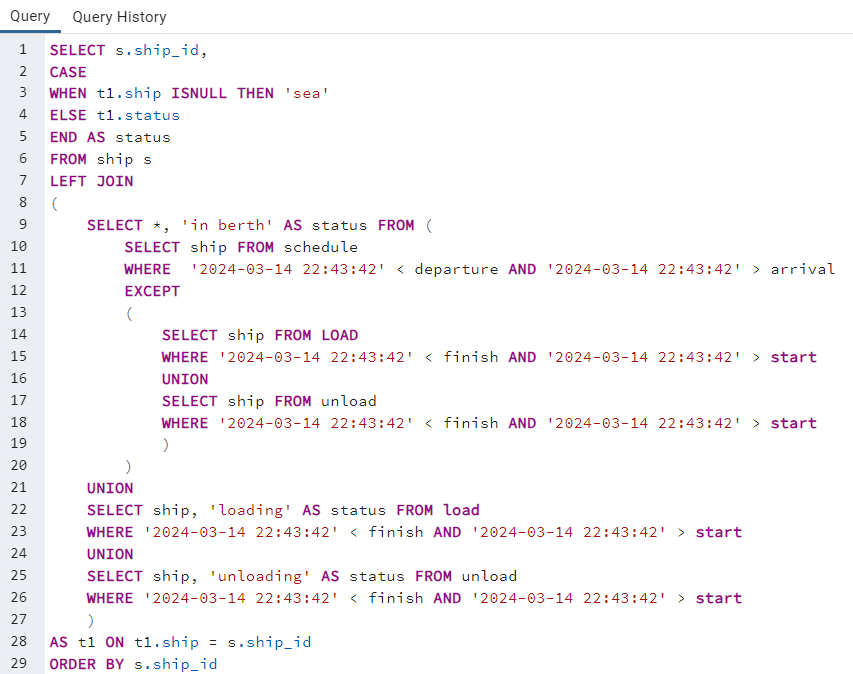 Query Query History
1 SELECT s.ship_id,
2 CASE
3 WHEN t1.ship ISNULL THEN 'sea'
4 ELSE t1.status
5 END AS status
6 FROM ship s
7 LEFT JOIN
8 (
9 SELECT *, 'in berth' AS status FROM (
10 SELECT ship FROM schedule
11 WHERE  '2024-03-14 22:43:42' < departure AND '2024-03-14 22:43:42' > arrival
12 EXCEPT
13 (
14 SELECT ship FROM LOAD
15 WHERE '2024-03-14 22:43:42' < finish AND '2024-03-14 22:43:42' > start
16 UNION
17 SELECT ship FROM unload
18 WHERE '2024-03-14 22:43:42' < finish AND '2024-03-14 22:43:42' > start
19 )
20 )
21 UNION
22 SELECT ship, 'loading' AS status FROM load
23 WHERE '2024-03-14 22:43:42' < finish AND '2024-03-14 22:43:42' > start
24 UNION
25 SELECT ship, 'unloading' AS status FROM unload
26 WHERE '2024-03-14 22:43:42' < finish AND '2024-03-14 22:43:42' > start
27 )
28 AS t1 ON t1.ship = s.ship_id
29 ORDER BY s.ship_id